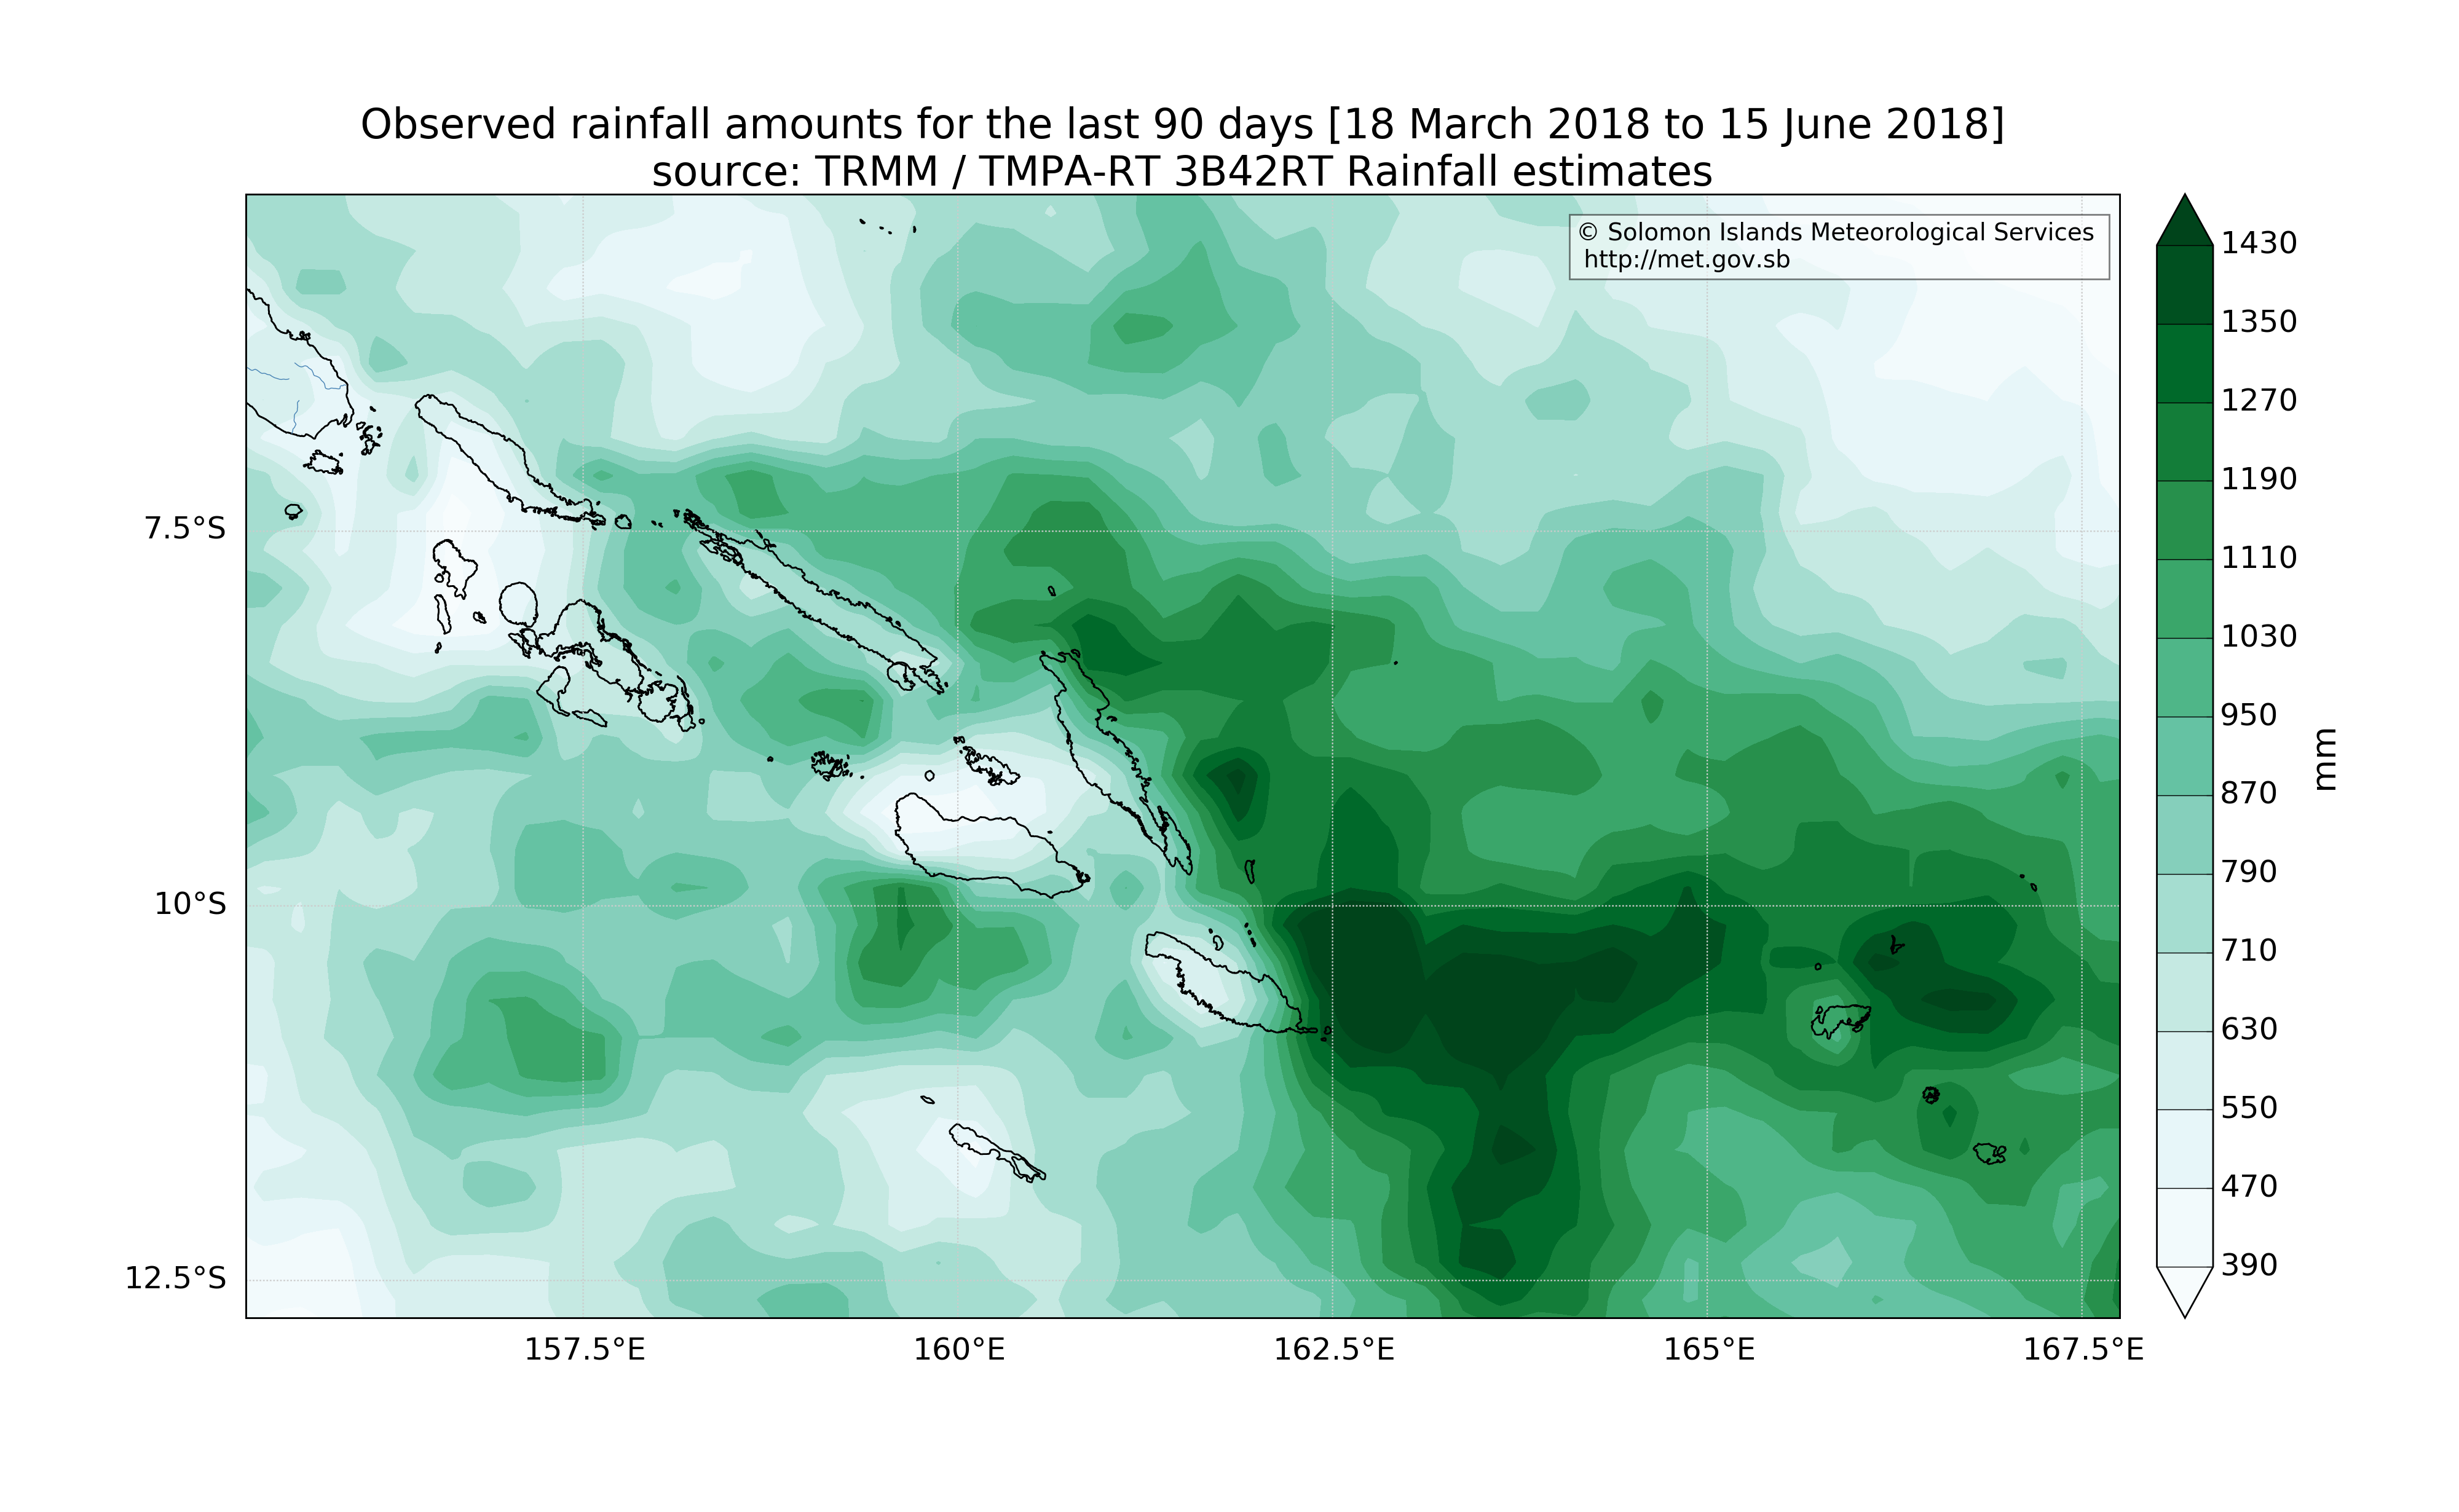 Observed rainfall amounts for the last 90 days [18 March 2018 to 15 June 2018]
source: TRMM / TMPA-RT 3B42RT Rainfall estimates
© Solomon Islands Meteorological Services
http://met.gov.sb
7.5°S
10°S
12.5°S
157.5°E
160°E
162.5°E
165°E
167.5°E
1430
1350
1270
1190
1110
1030
950
870
790
710
630
550
470
390
mm